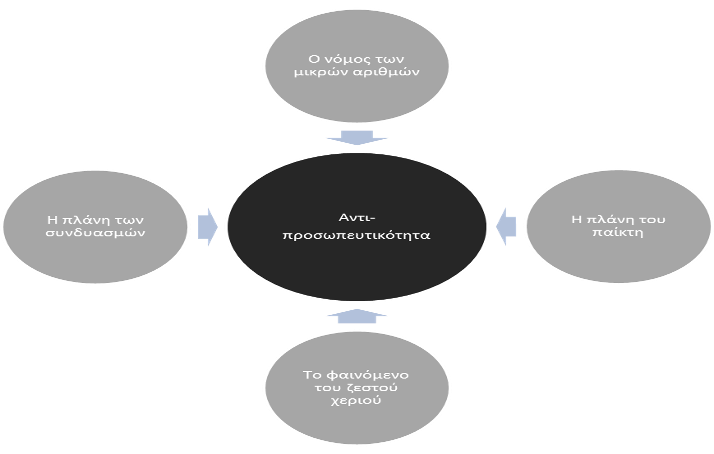 Ο νόμος των
μικρών αριθμών
Η πλάνη των
συνδυασμών
Αντι-
προσωπευτικότητα
Η πλάνη του
παίκτη
Το φαινόμενο
του ζεστού
χεριού